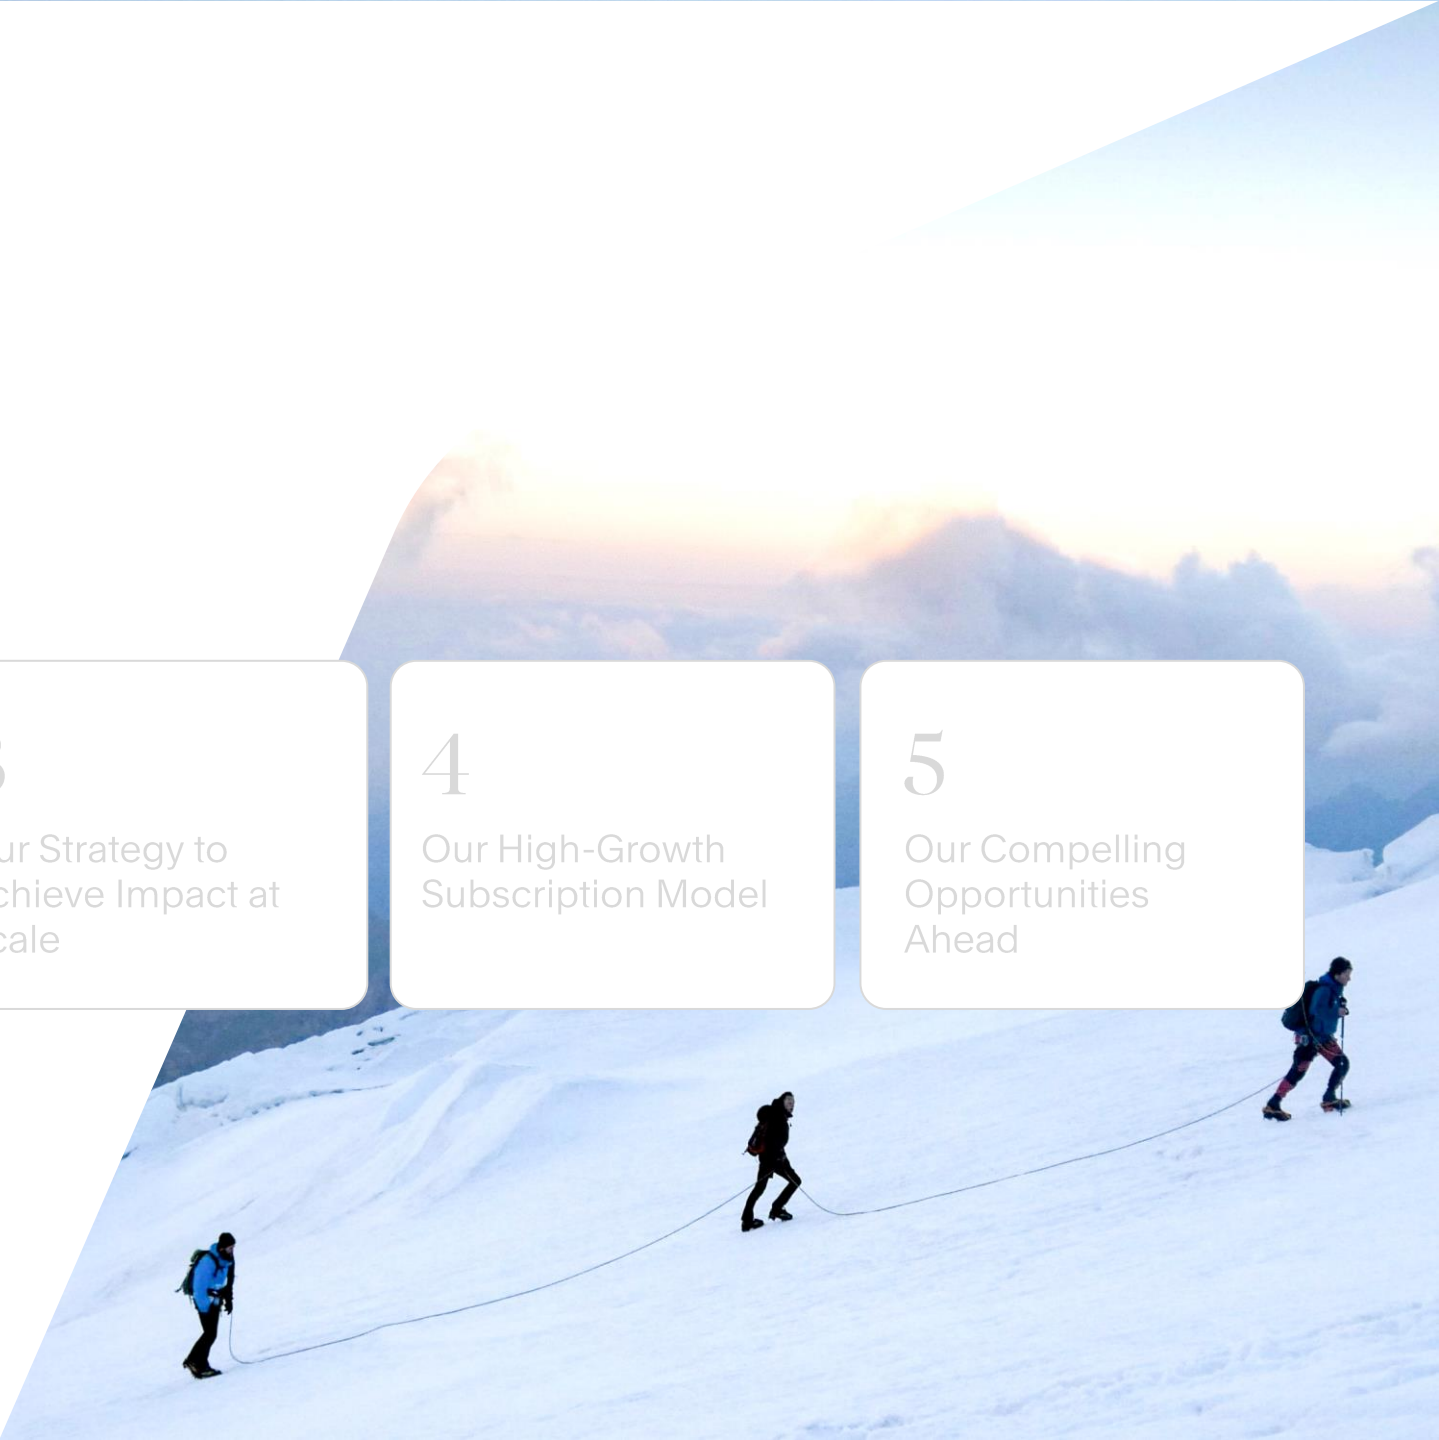 4
5
ur Strategy to
chieve Impact at
cale
Our High-Growth
Subscription Model
Our Compelling
Opportunities
Ahead